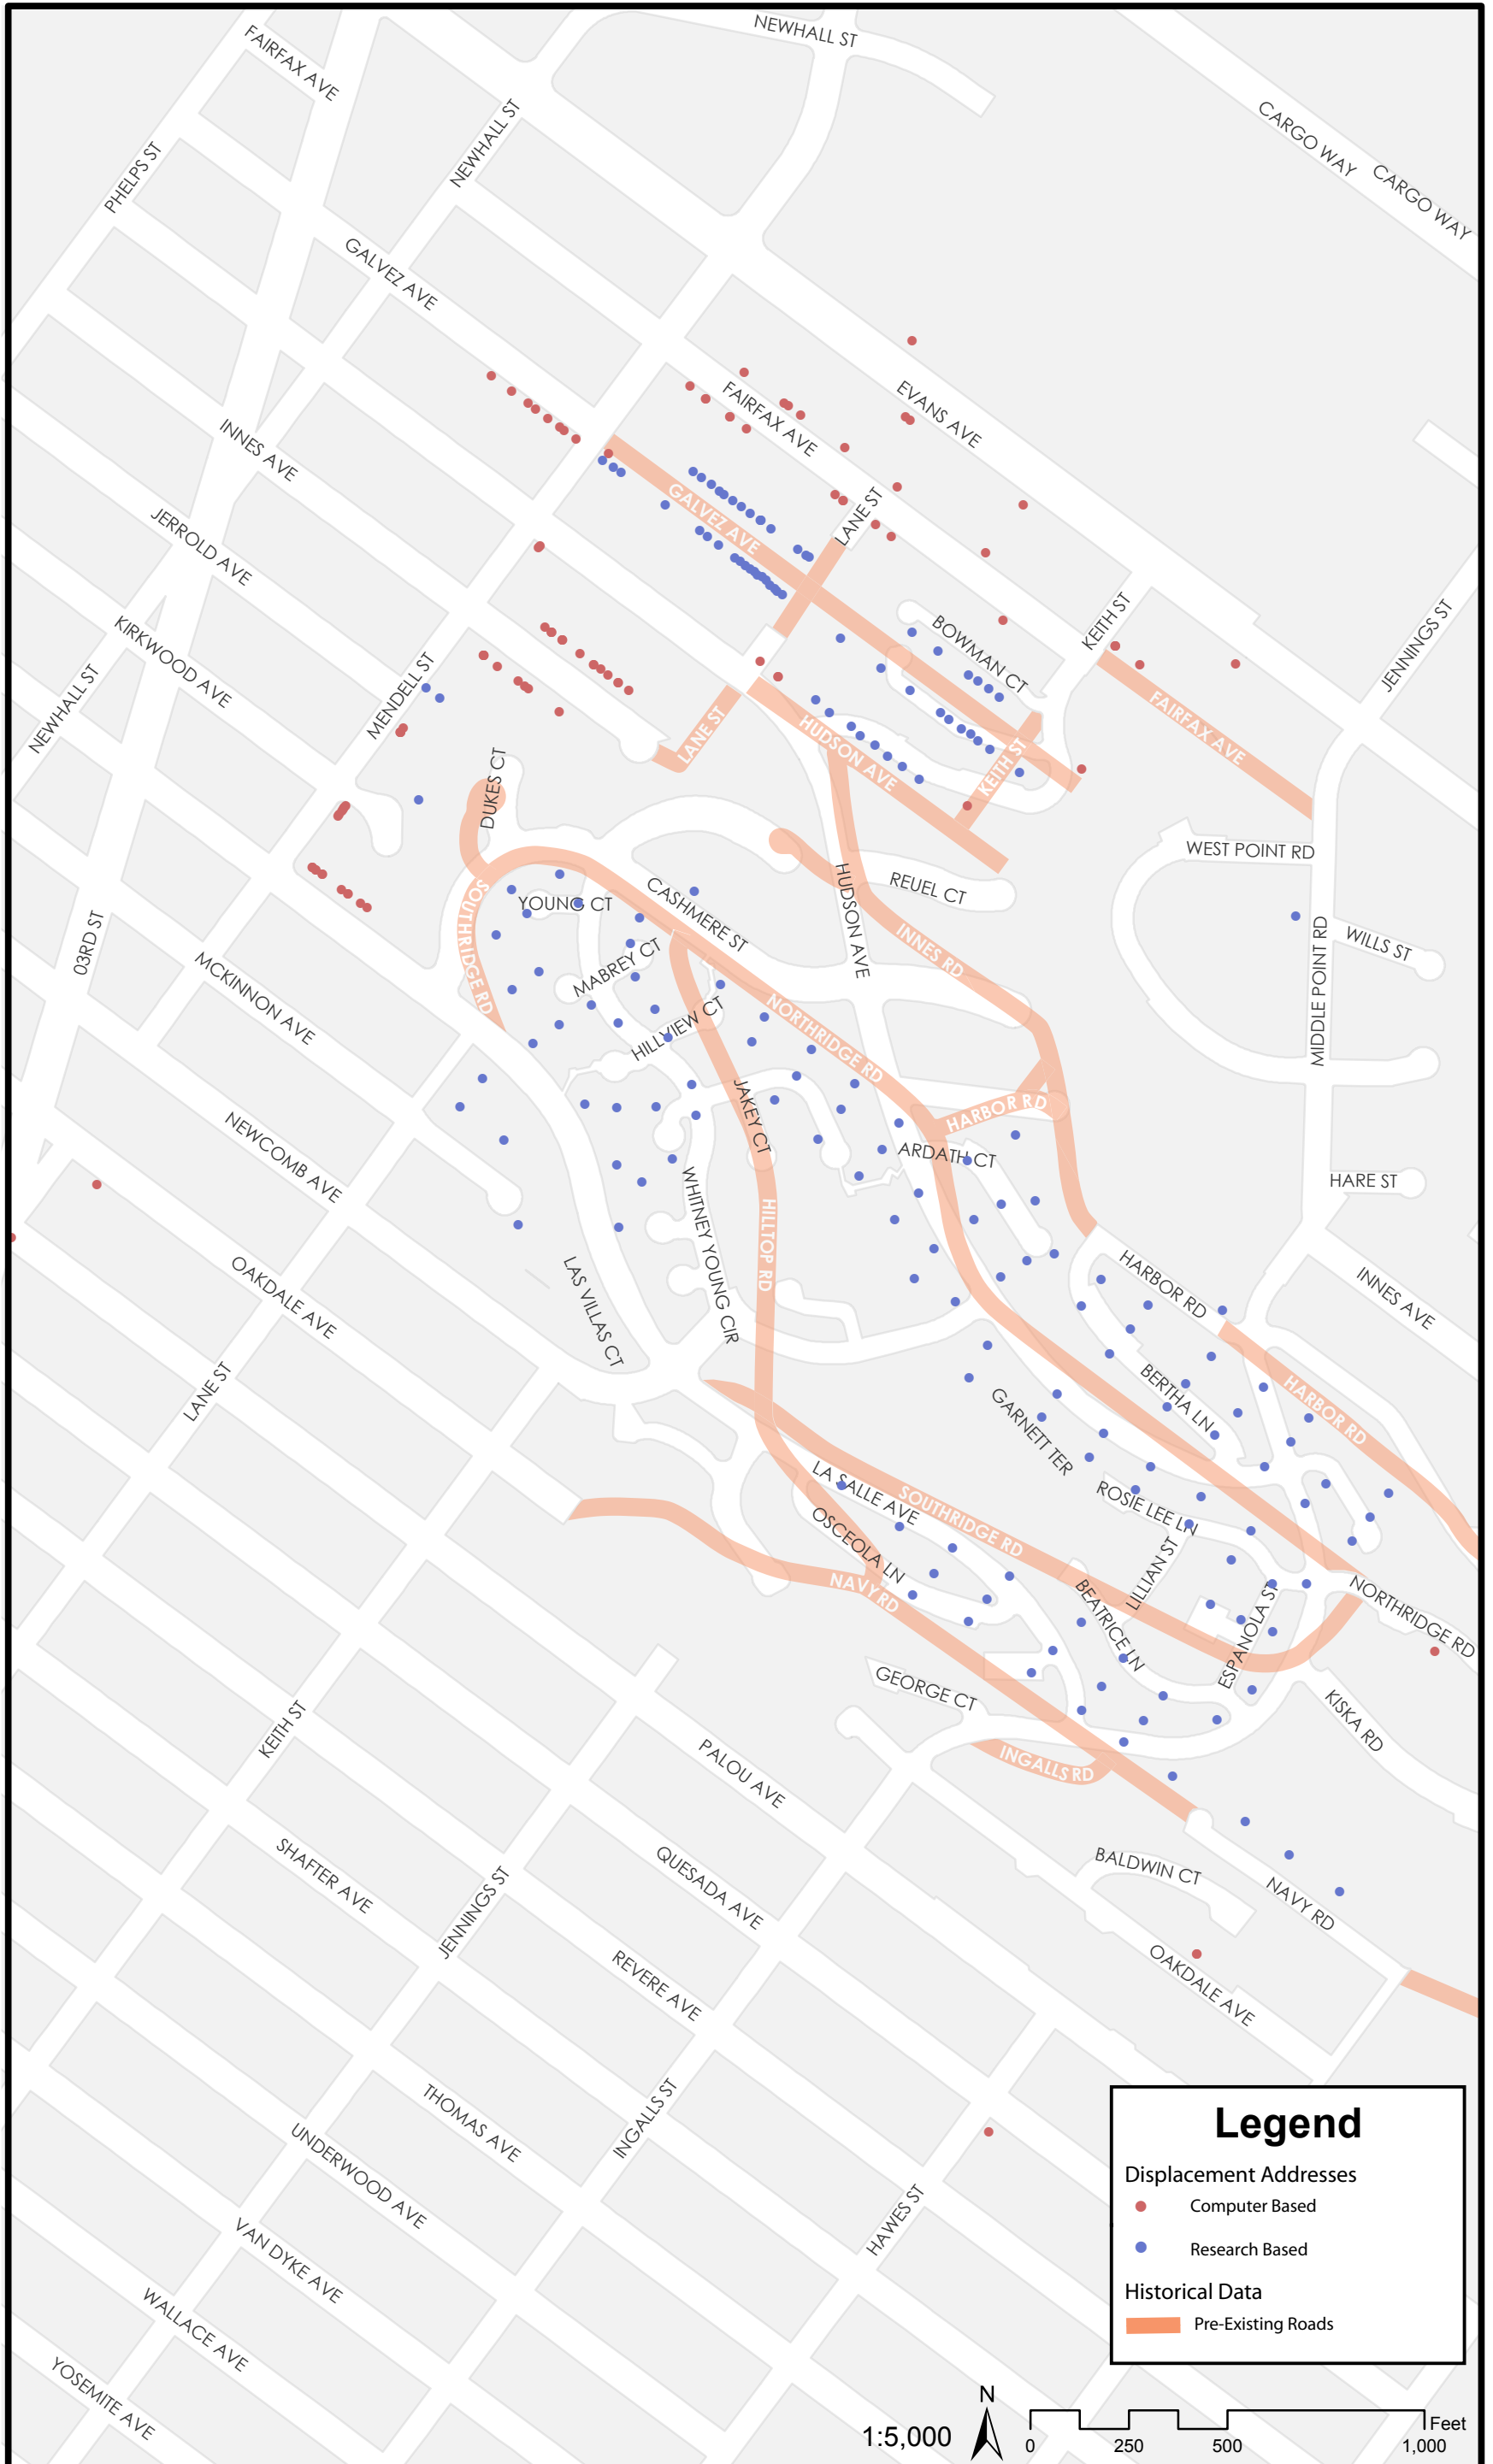 NEWHALL ST
FAIRFAX AVE
CARGO WAY
CARGO WAY
NEWHALL ST
PHELPS ST
GALVEZ AVE
EVANS AVE
FAIRFAX AVE
INNES AVE
LANE ST
GALVEZ AVE
JERROLD AVE
KEITH ST
JENNINGS ST
BOWMAN CT
KIRKWOOD AVE
MENDELL ST
NEWHALL ST
FAIRFAX AVE
LANE ST
HUDSON AVE
KEITH ST
DUKES CT
WEST POINT RD
REUEL CT
HUDSON AVE
CASHMERE ST
YOUNG CT
SOUTHRIDGE RD
03RD ST
INNES RD
WILLS ST
MABREY CT
MIDDLE POINT RD
MCKINNON AVE
HILLVIEW CT
NORTHRIDGE RD
JAKEY CT
HARBOR RD
NEWCOMB AVE
ARDATH CT
HARE ST
WHITNEY YOUNG CIR
HILLTOP RD
HARBOR RD
OAKDALE AVE
LAS VILLAS CT
INNES AVE
LANE ST
BERTHA LN
HARBOR RD
GARNETT TER
LA SALLE AVE
SOUTHRIDGE RD
ROSIE LEE LN
OSCEOLA LN
LILLIAN ST
NAVY RD
BEATRICE LN
ESPANOLA ST
NORTHRIDGE RD
GEORGE CT
KISKA RD
KEITH ST
PALOU AVE
INGALLS RD
SHAFTER AVE
QUESADA AVE
BALDWIN CT
NAVY RD
JENNINGS ST
REVERE AVE
OAKDALE AVE
THOMAS AVE
INGALLS ST
UNDERWOOD AVE
HAWES ST
VAN DYKE AVE
WALLACE AVE
YOSEMITE AVE
Legend
Displacement Addresses
Computer Based
Research Based
Historical Data
Pre-Existing Roads
N
1:5,000
Feet
0 250 500 1,000